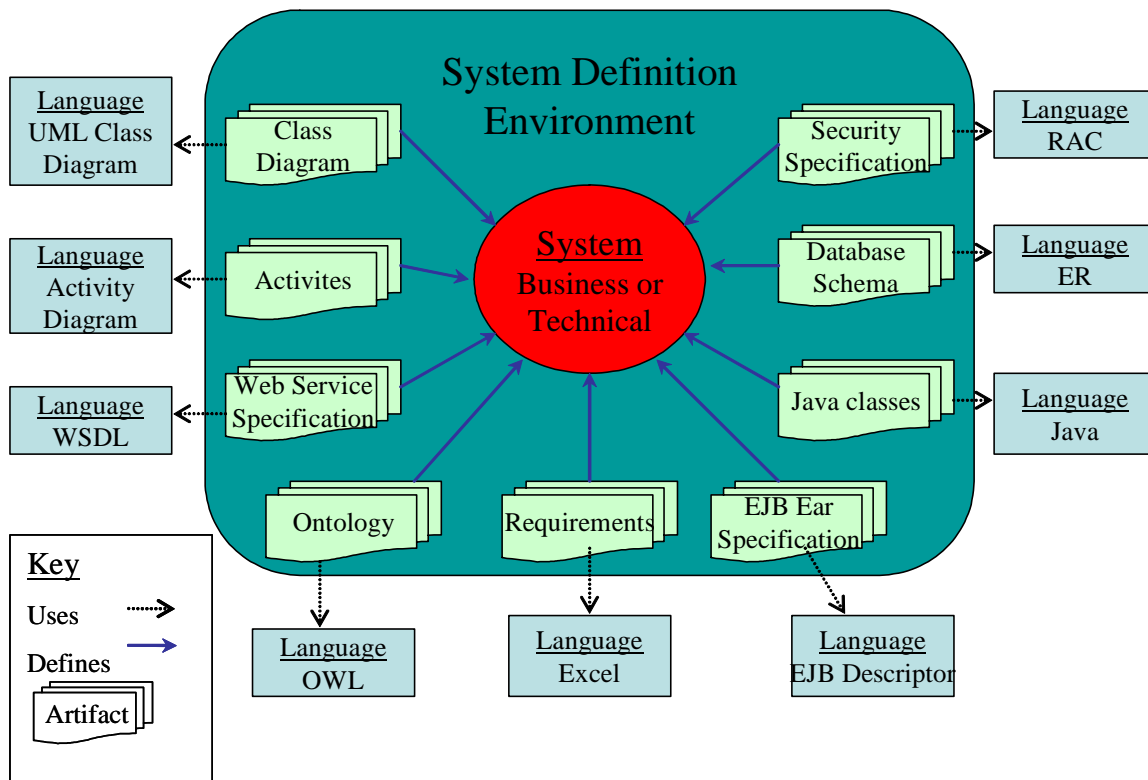 System Definition
Environment
Language
UML Class
Diagram
Class
Diagram
Security
Specification
Language
RAC
Language
Activity
Diagram
Activites
System
Business or
Technical
Database
Schema
Language
ER
Language
WSDL
Web Service
Specification
Java classes
Language
Java
Ontology
Requirements
EJB Ear
Specification
Key
Uses
Defines
Artifact
Language
OWL
Language
Excel
Language
EJB Descriptor